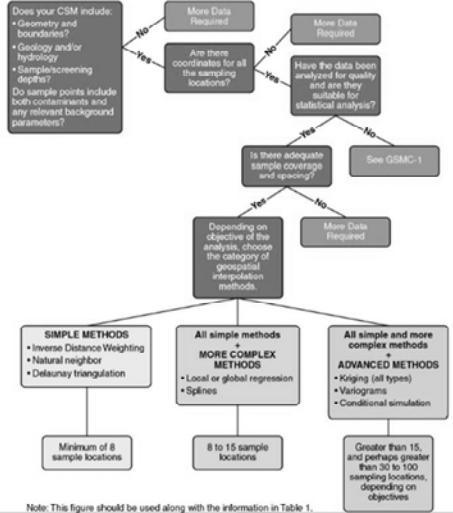 Does your CSM include:
• Geometry and
boundaries?
• Geology and/or
hydrology
• Sample/screening
depths?
Do sample points include
both contaminants and
any relevant background
parameters?
No
Yes
More Data
Required
Are there
coordinates for all
the sampling
locations?
No
Yes
More Data
Required
Have the data been
analyzed for quality
and are they
suitable for
statistical analysis?
Yes
No
Is there adequate
sample coverage
and spacing?
See GSMC-1
Yes
No
Depending on
objective of the
analysis, choose
the category of
geospatial
interpolation
methods.
More Data
Required
SIMPLE METHODS
• Inverse Distance Weighting
• Natural neighbor
• Delaunay triangulation
All simple methods
+
MORE COMPLEX
METHODS
• Local or global regression
• Splines
All simple and more
complex methods
+
ADVANCED METHODS
• Kriging (all types)
• Variograms
• Conditional simulation
Minimum of 8
sample locations
8 to 15 sample
locations
Greater than 15,
and perhaps greater
than 30 to 100
sampling locations,
depending on
objectives
Note: This figure should be used along with the information in Table 1.